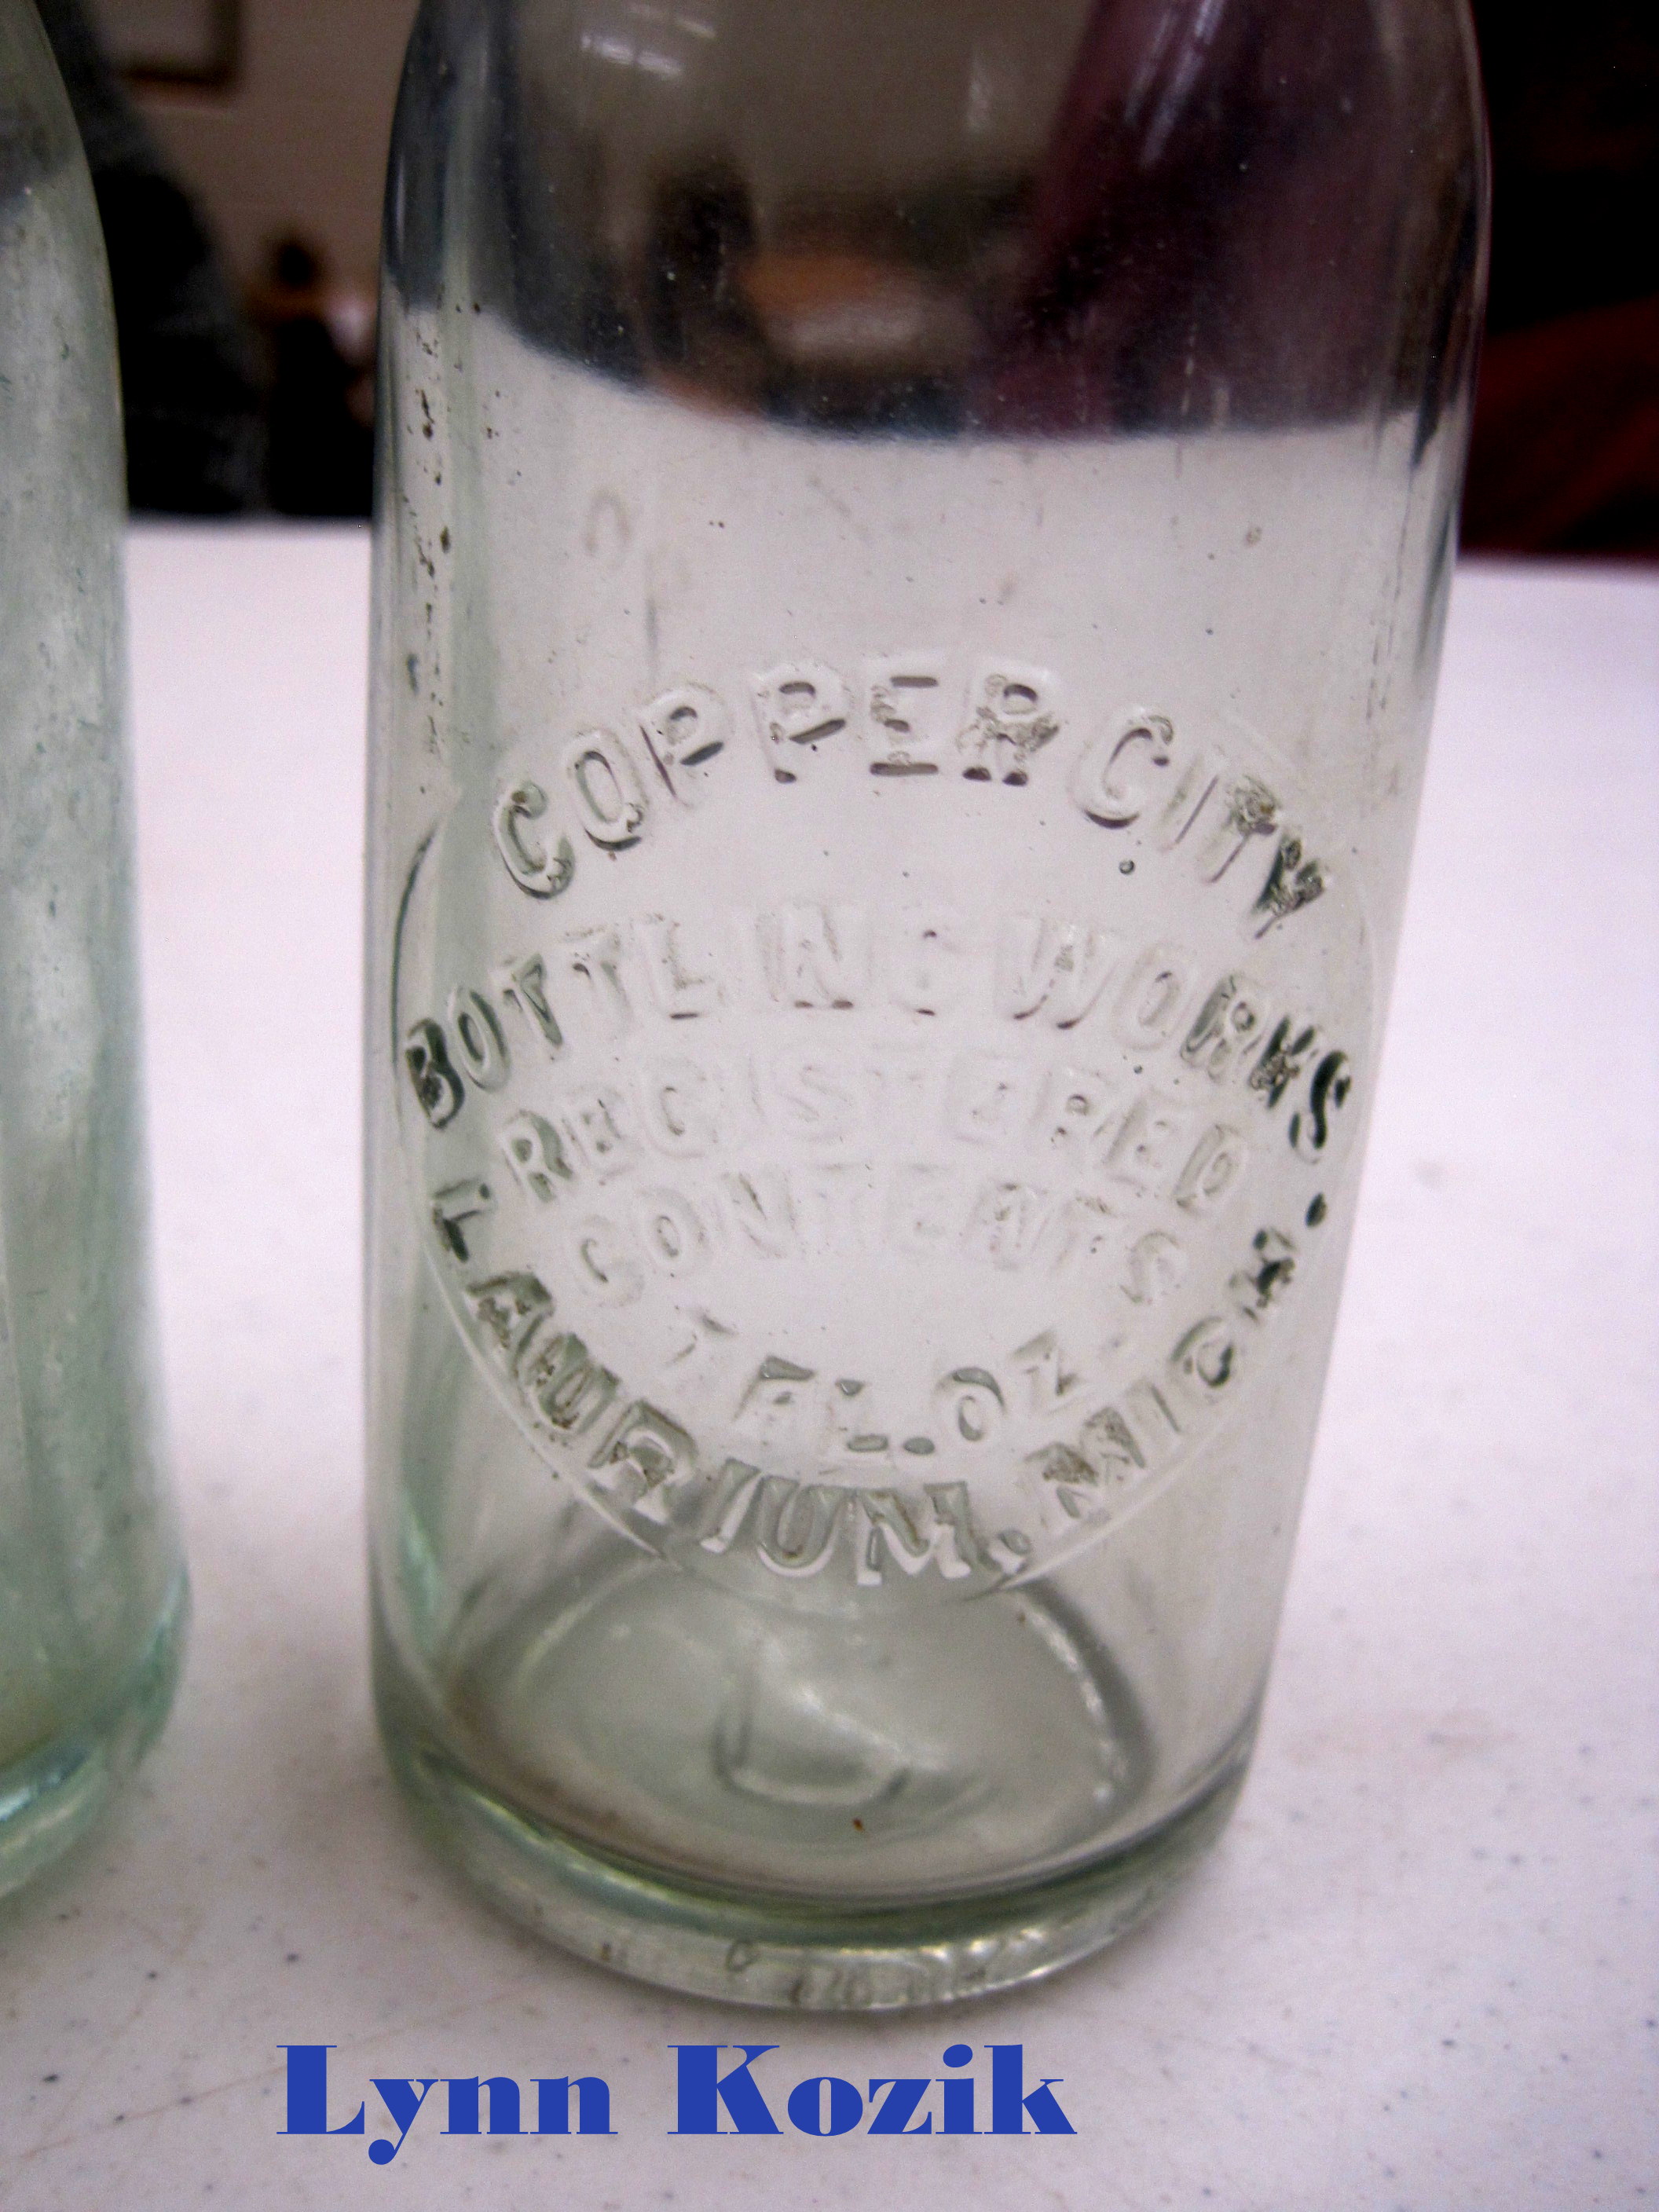 COPPER CITY
BOTTLING WORKS.
REGISTERED
CONTENTS
7 FL. OZ.
LAURIUM. MICH
Lynn Kozik